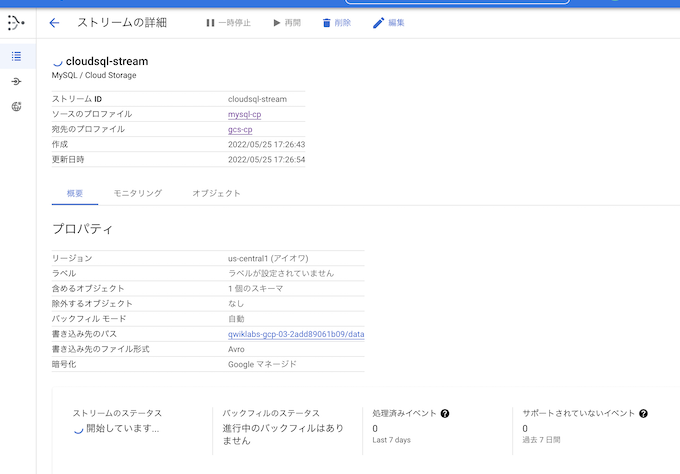 ストリームの詳細
一時停止
再開
削除
編集
cloudsql-stream
MySQL / Cloud Storage
ストリーム ID cloudsql-stream
ソースのプロファイル mysql-cp
宛先のプロファイル gcs-cp
作成 2022/05/25 17:26:43
更新日時 2022/05/25 17:26:54
概要 モニタリング オブジェクト
プロパティ
リージョン us-central1 (アイオワ)
ラベル ラベルが設定されていません
含めるオブジェクト 1 個のスキーマ
除外するオブジェクト なし
バックフィル モード 自動
書き込み先のパス qwiklabs-gcp-03-2add89061b09/data
書き込み先のファイル形式 Avro
暗号化 Google マネージド
ストリームのステータス
開始しています...
バックフィルのステータス
進行中のバックフィルはあり
ません
処理済みイベント
0
Last 7 days
サポートされていないイベント
0
過去 7 日間